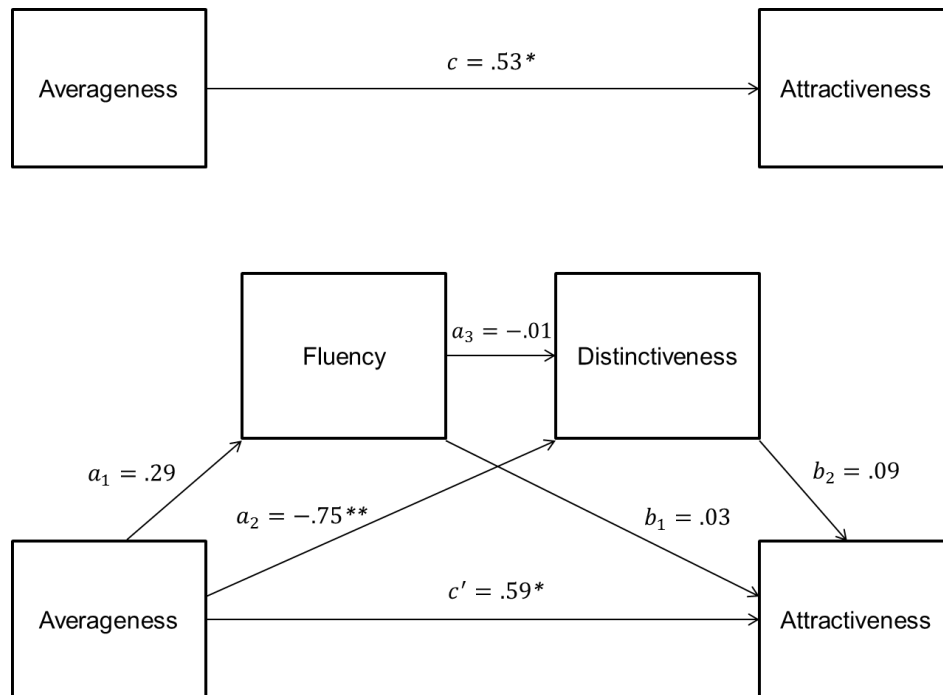 c = .53*
Averageness
Attractiveness
a₃ = −.01
Fluency
Distinctiveness
a₁ = .29
b₂ = .09
a₂ = −.75**
b₁ = .03
c′ = .59*
Averageness
Attractiveness